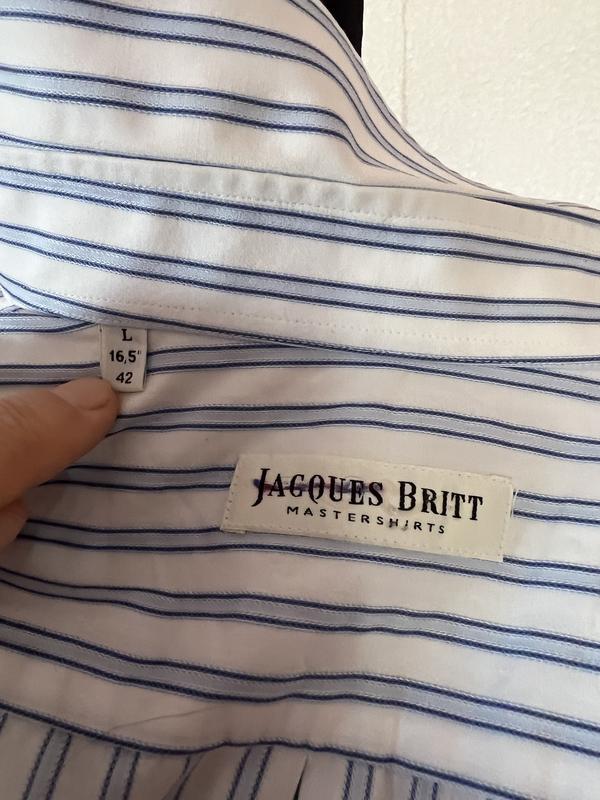 L
16,5"
42
JACQUES BRITT
MASTERSHIRTS